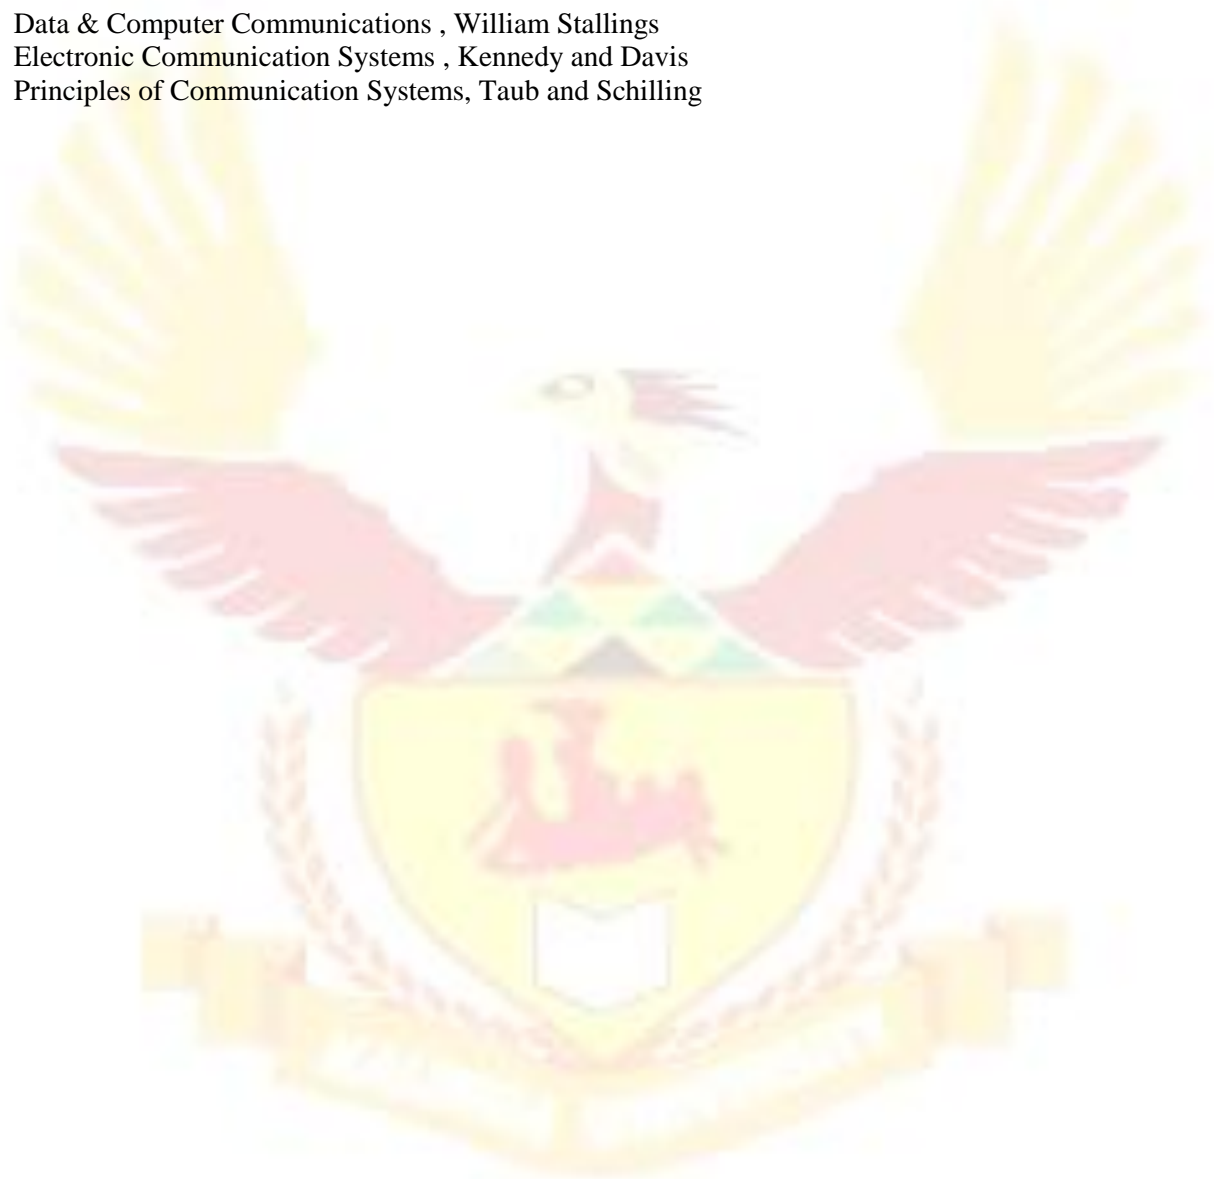 Data & Computer Communications , William Stallings
Electronic Communication Systems , Kennedy and Davis
Principles of Communication Systems, Taub and Schilling